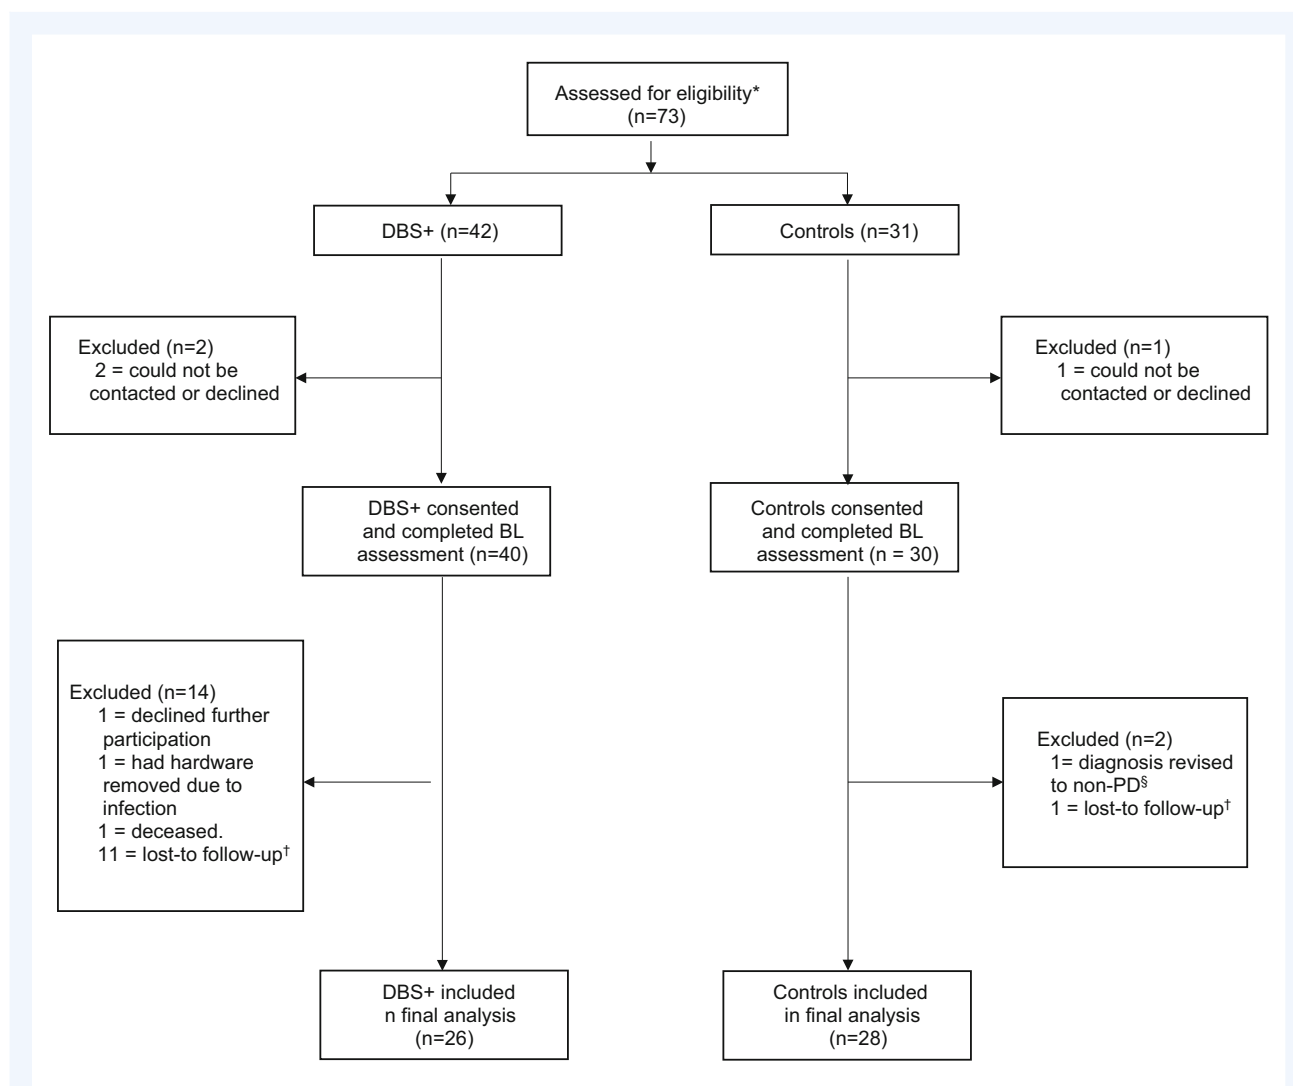 Assessed for eligibility*
(n=73)
DBS+ (n=42)
Controls (n=31)
Excluded (n=2)
2 = could not be
contacted or declined
Excluded (n=1)
1 = could not be
contacted or declined
DBS+ consented
and completed BL
assessment (n=40)
Controls consented
and completed BL
assessment (n = 30)
Excluded (n=14)
1 = declined further
participation
1 = had hardware
removed due to
infection
1 = deceased.
11 = lost-to follow-up†
Excluded (n=2)
1= diagnosis revised
to non-PD§
1 = lost-to follow-up†
DBS+ included
n final analysis
(n=26)
Controls included
in final analysis
(n=28)